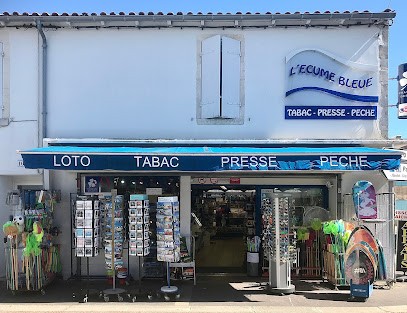 L'ECUME BLEUE
TABAC - PRESSE - PECHE
LOTO TABAC PRESSE PECHE